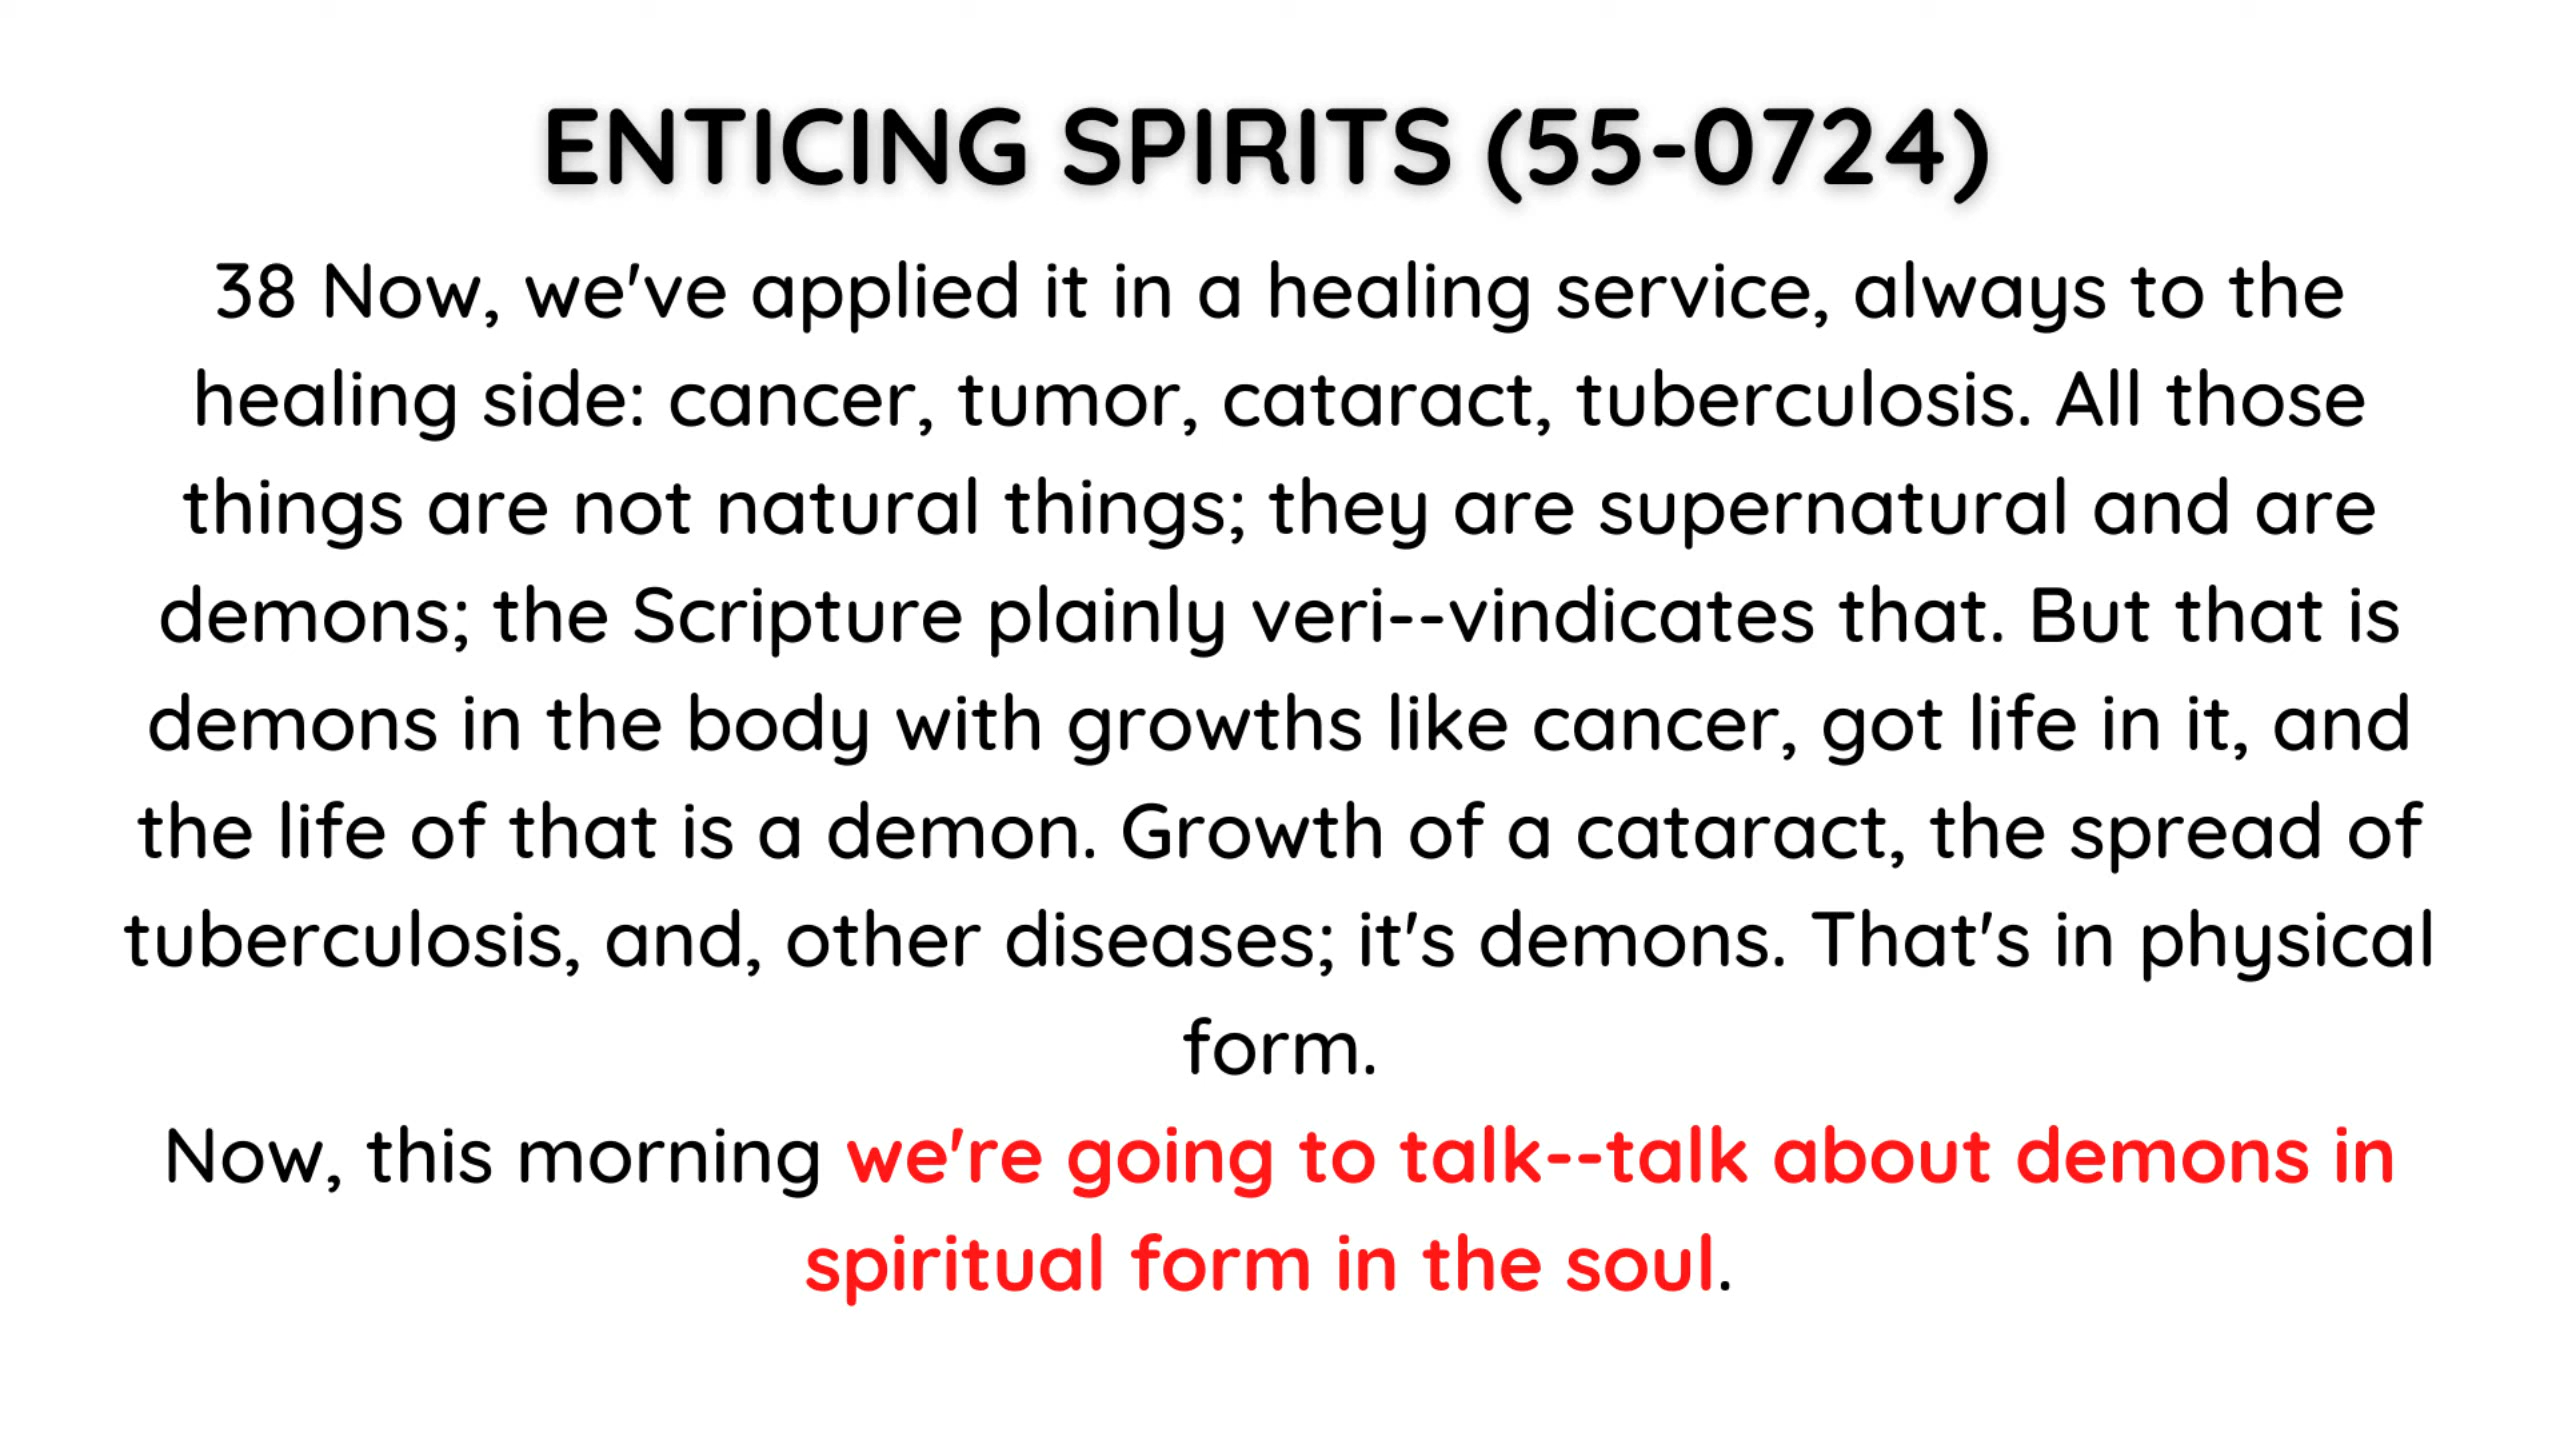 ENTICING SPIRITS (55-0724)
38 Now, we've applied it in a healing service, always to the
healing side: cancer, tumor, cataract, tuberculosis. All those
things are not natural things; they are supernatural and are
demons; the Scripture plainly veri--vindicates that. But that is
demons in the body with growths like cancer, got life in it, and
the life of that is a demon. Growth of a cataract, the spread of
tuberculosis, and, other diseases; it's demons. That's in physical
form.
Now, this morning we're going to talk--talk about demons in
spiritual form in the soul.